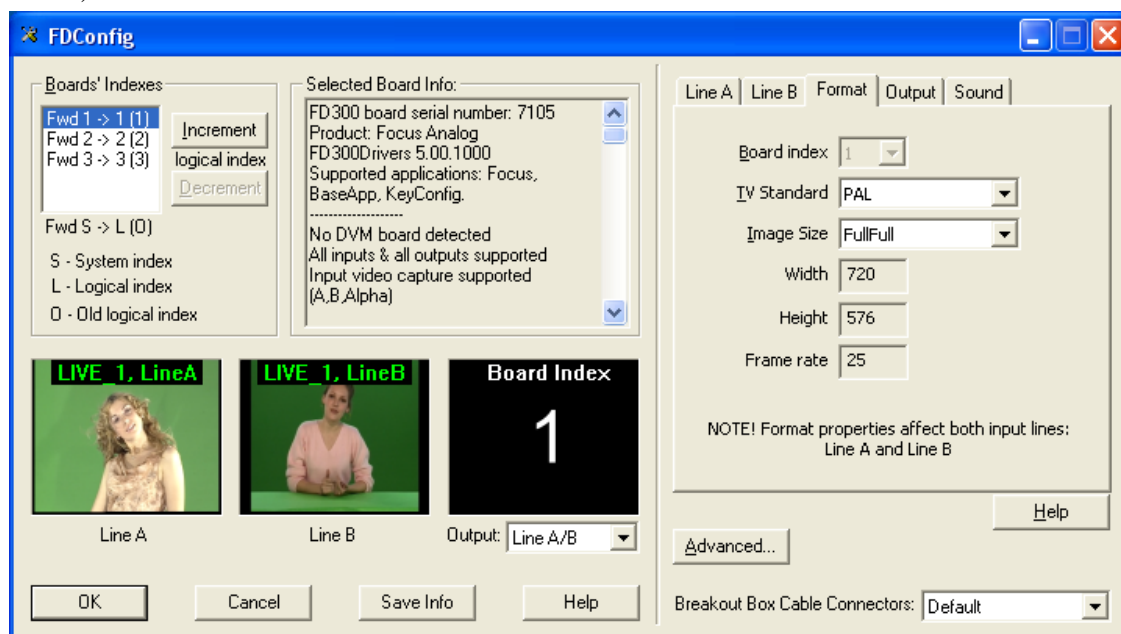 FDConfig
Boards' Indexes
Fwd 1 -> 1 (1)
Fwd 2 -> 2 (2)
Fwd 3 -> 3 (3)
Increment
logical index
Decrement
Fwd S -> L (O)
S - System index
L - Logical index
O - Old logical index
Selected Board Info:
FD300 board serial number: 7105
Product: Focus Analog
FD300Drivers 5.00.1000
Supported applications: Focus,
BaseApp, KeyConfig.
--------------------
No DVM board detected
All inputs & all outputs supported
Input video capture supported
(A,B,Alpha)
LIVE_1, LineA
LIVE_1, LineB
Board Index
1
Line A
Line B
Output: Line A/B
OK
Cancel
Save Info
Help
Line A
Line B
Format
Output
Sound
Board index 1
TV Standard PAL
Image Size FullFull
Width 720
Height 576
Frame rate 25
NOTE! Format properties affect both input lines:
Line A and Line B
Help
Advanced...
Breakout Box Cable Connectors: Default